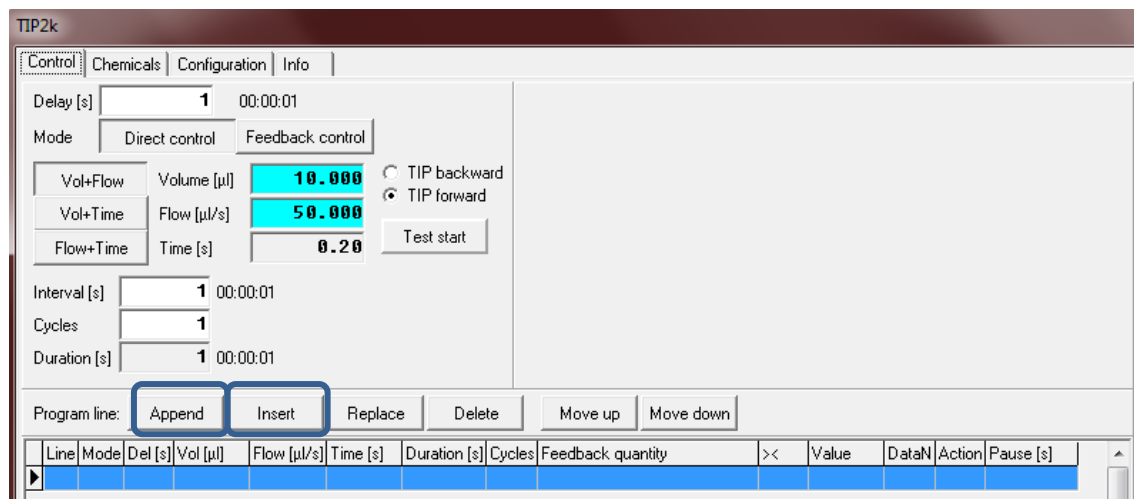 TIP2k
Control Chemicals Configuration Info
Delay [s] 1 00:00:01
Mode Direct control Feedback control
Vol+Flow Volume [µl] 10.000 TIP backward
TIP forward
Vol+Time Flow [µl/s] 50.000
Flow+Time Time [s] 0.20 Test start
Interval [s] 1 00:00:01
Cycles 1
Duration [s] 1 00:00:01
Program line: Append Insert Replace Delete Move up Move down
Line Mode Del [s] Vol [µl] Flow [µl/s] Time [s] Duration [s] Cycles Feedback quantity >< Value DataN Action Pause [s]